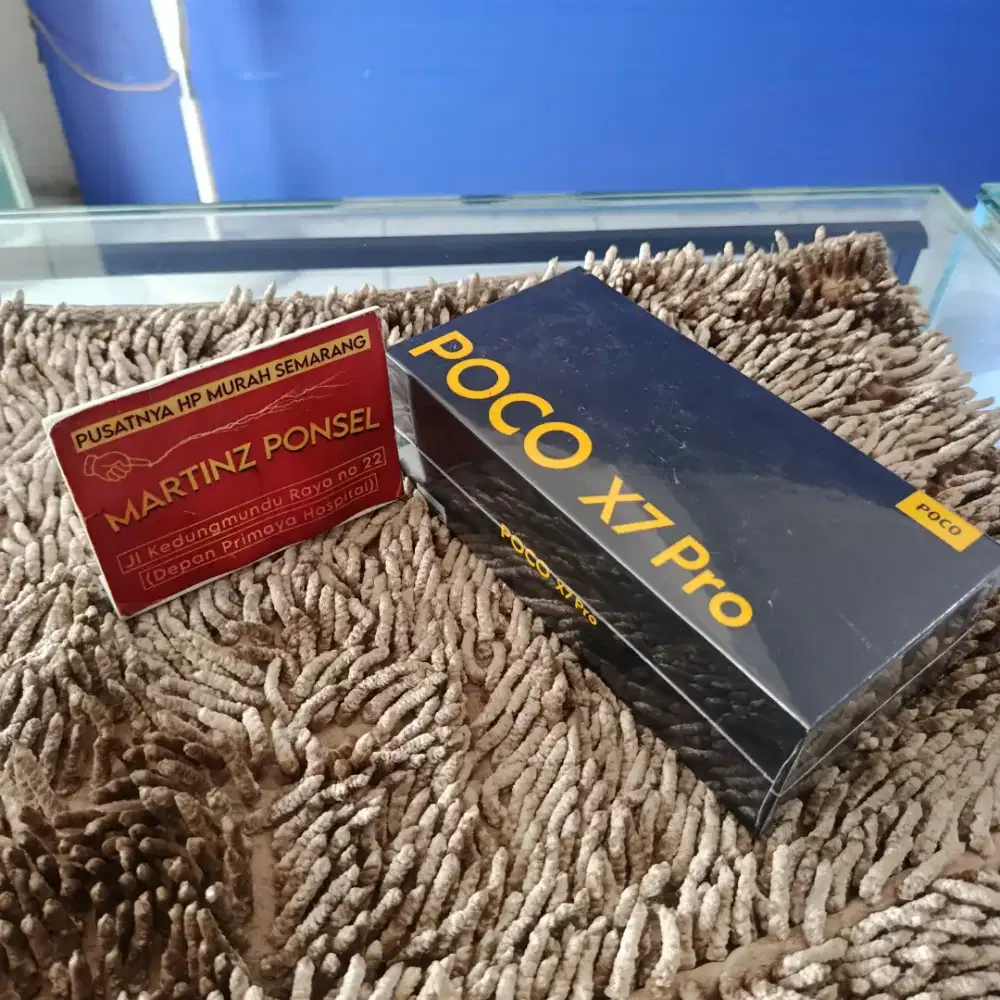 PUSATNYA HP MURAH SEMARANG
MARTINZ PONSEL
Jl Kedungmundu Raya no 22
(Depan Primaya Hospital)
POCO X7 Pro
POCO
POCO X7 Pro